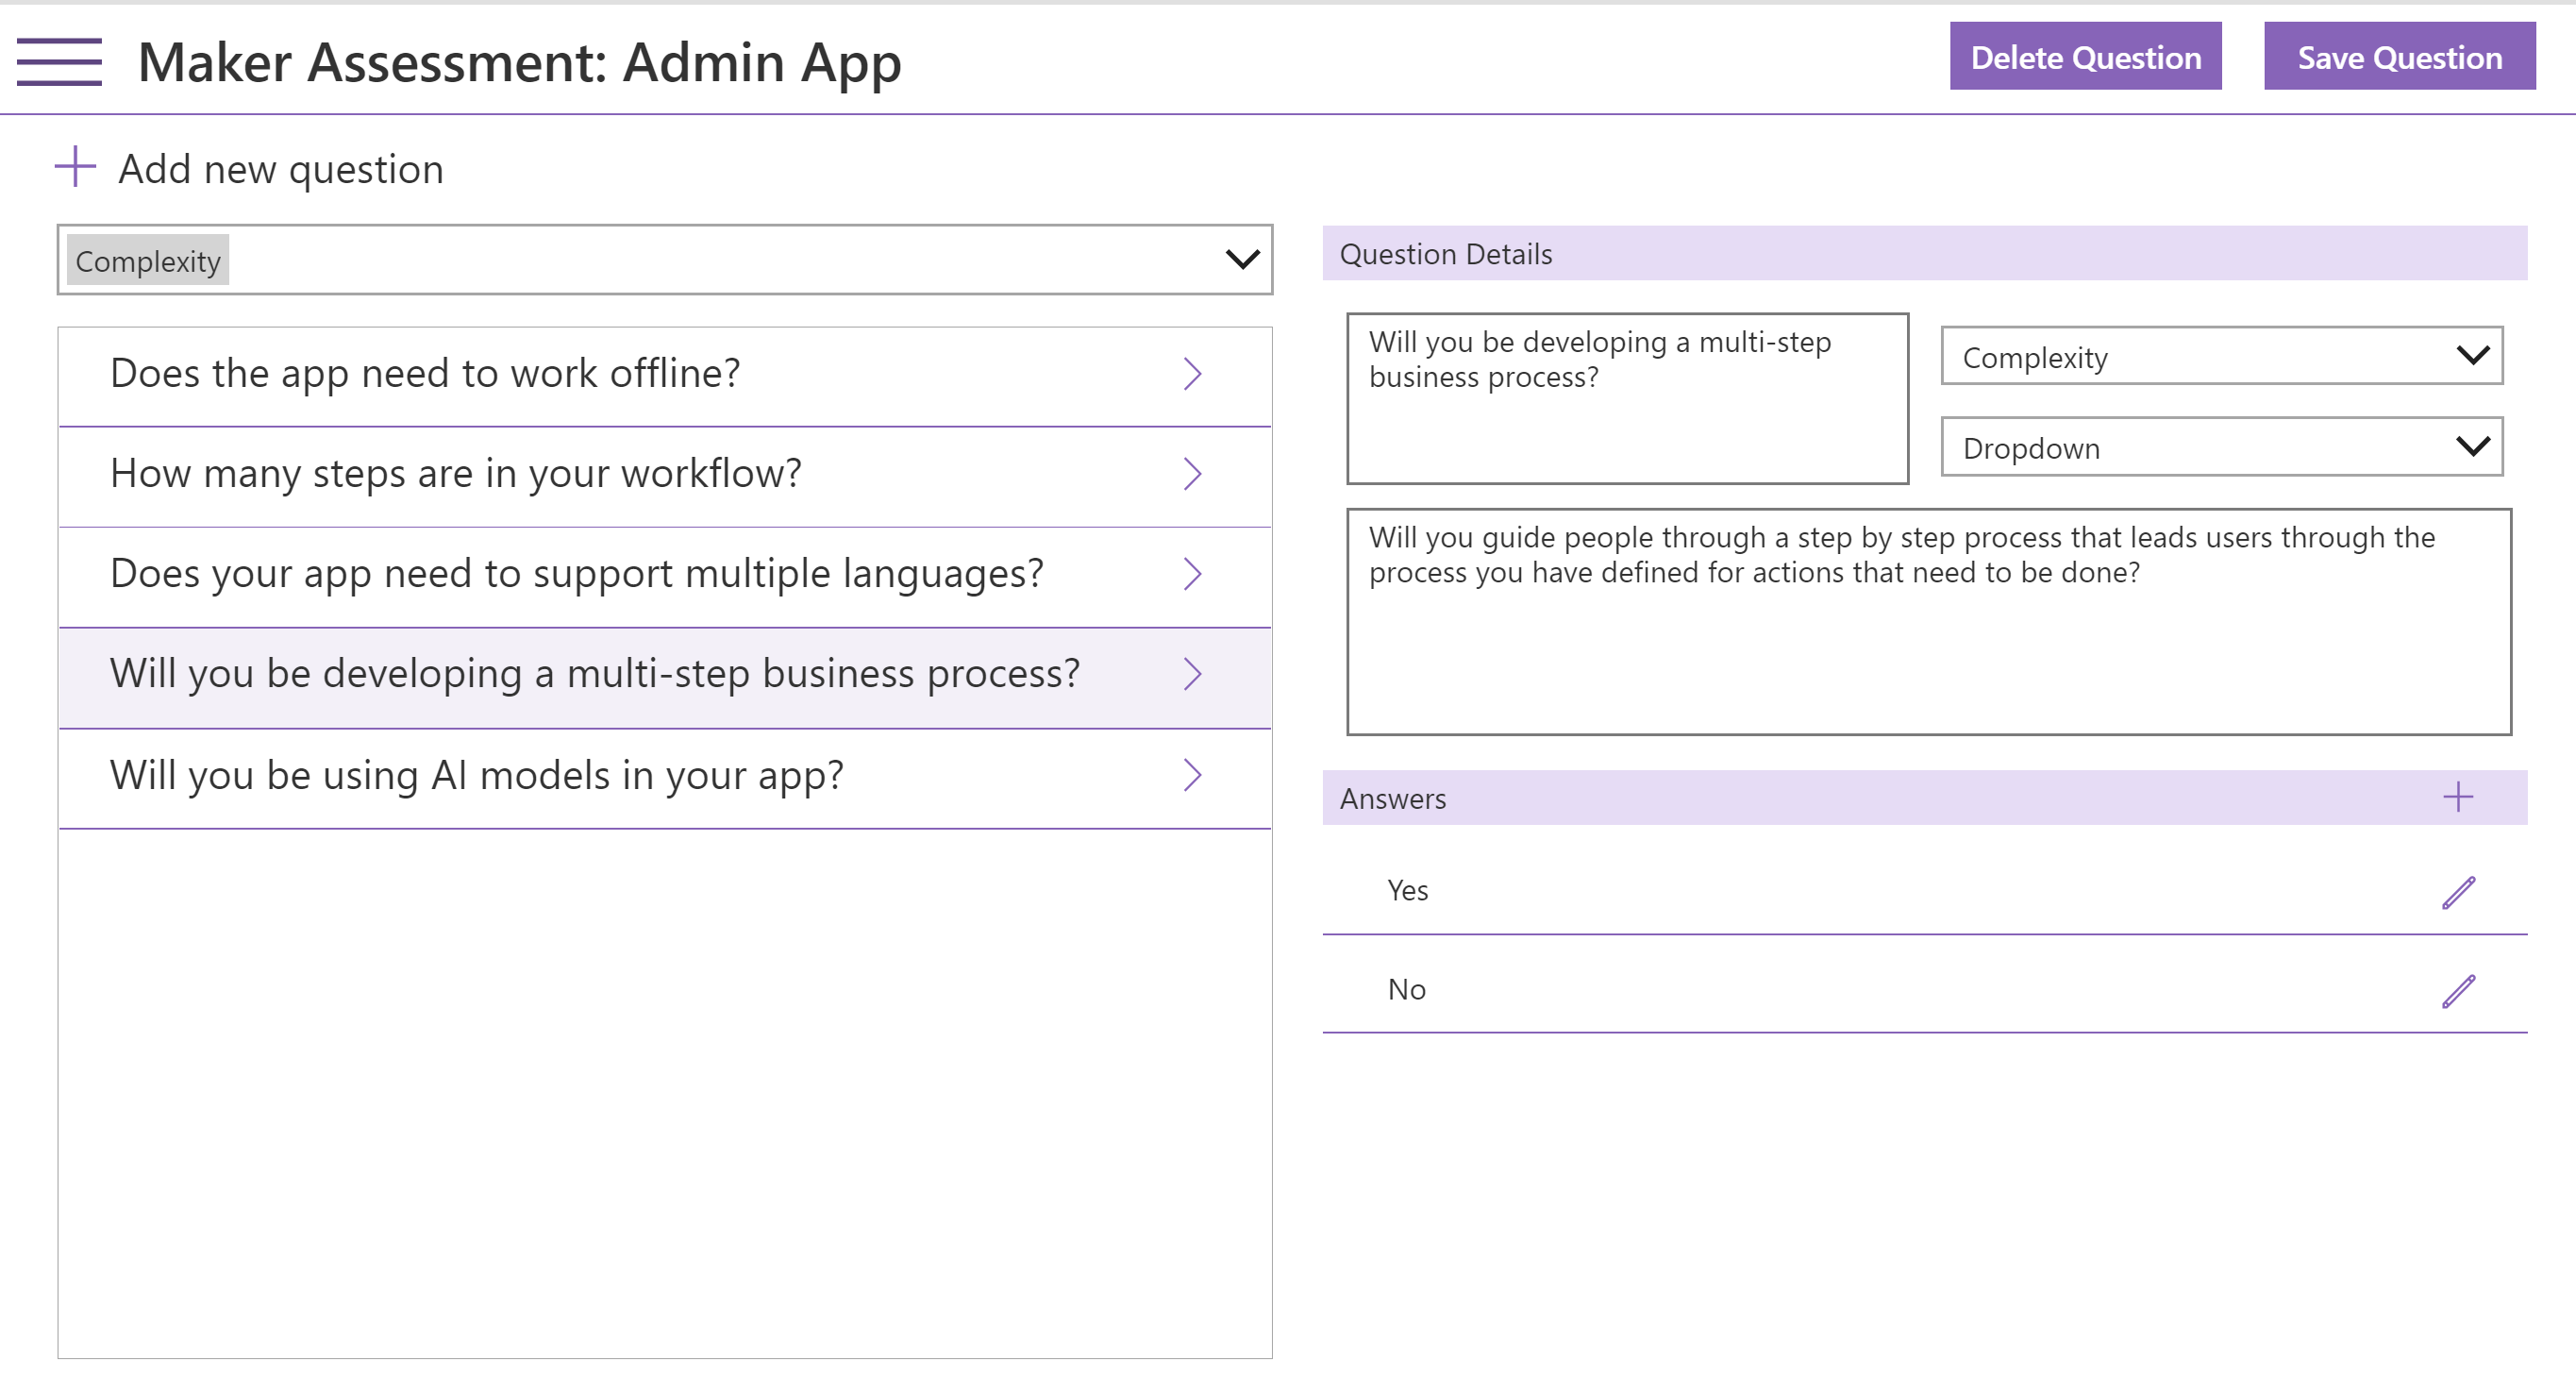 Maker Assessment: Admin App
Delete Question
Save Question
Add new question
Complexity
Does the app need to work offline?
How many steps are in your workflow?
Does your app need to support multiple languages?
Will you be developing a multi-step business process?
Will you be using AI models in your app?
Question Details
Will you be developing a multi-step
business process?
Complexity
Dropdown
Will you guide people through a step by step process that leads users through the
process you have defined for actions that need to be done?
Answers
Yes
No